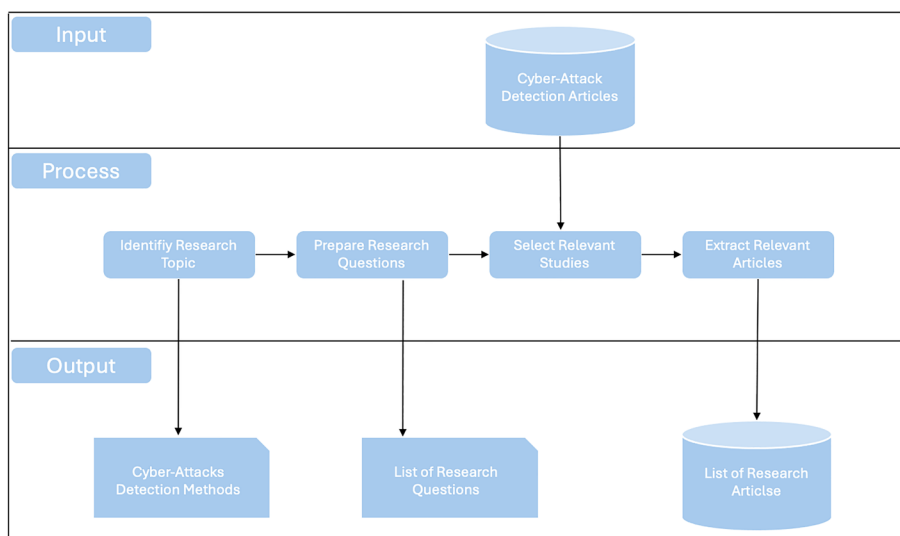 Input
Cyber-Attack
Detection Articles
Process
Identifiy Research
Topic
Prepare Research
Questions
Select Relevant
Studies
Extract Relevant
Articles
Output
Cyber-Attacks
Detection Methods
List of Research
Questions
List of Research
Articlse